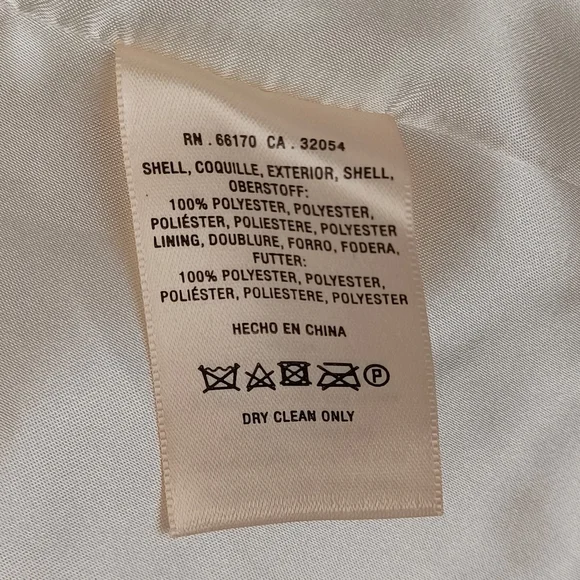 RN . 66170 CA . 32054
SHELL, COQUILLE, EXTERIOR, SHELL,
OBERSTOFF:
100% POLYESTER, POLYESTER,
POLIÉSTER, POLIESTERE, POLYESTER
LINING, DOUBLURE, FORRO, FODERA,
FUTTER:
100% POLYESTER, POLYESTER,
POLIÉSTER, POLIESTERE, POLYESTER
HECHO EN CHINA
P
DRY CLEAN ONLY